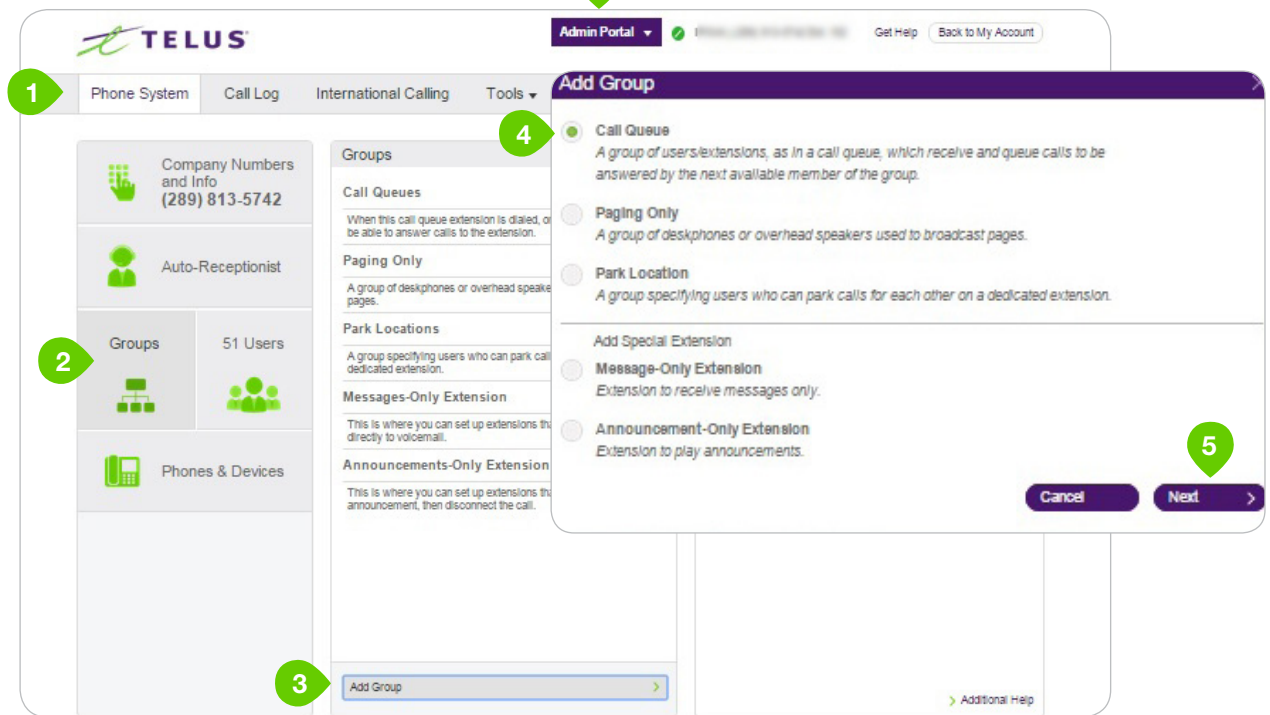 TELUS
Admin Portal
Get Help
Back to My Account
1
Phone System
Call Log
International Calling
Tools
Company Numbers
and Info
(289) 813-5742
Auto-Receptionist
2
Groups
51 Users
Phones & Devices
Groups
Call Queues
When this call queue extension is dialed,
be able to answer calls to the extension.
Paging Only
A group of deskphones or overhead
pages.
Park Locations
A group specifying users who can park
dedicated extension.
Messages-Only Extension
This is where you can set up extensions
directly to voicemail.
Announcements-Only Extension
This is where you can set up extensions
announcement, then disconnect the call.
3
Add Group
Additional Help
Add Group
4
Call Queue
A group of users/extensions, as in a call queue, which receive and queue calls to be
answered by the next available member of the group.
Paging Only
A group of deskphones or overhead speakers used to broadcast pages.
Park Location
A group specifying users who can park calls for each other on a dedicated extension.
Add Special Extension
Message-Only Extension
Extension to receive messages only.
Announcement-Only Extension
Extension to play announcements.
5
Cancel
Next